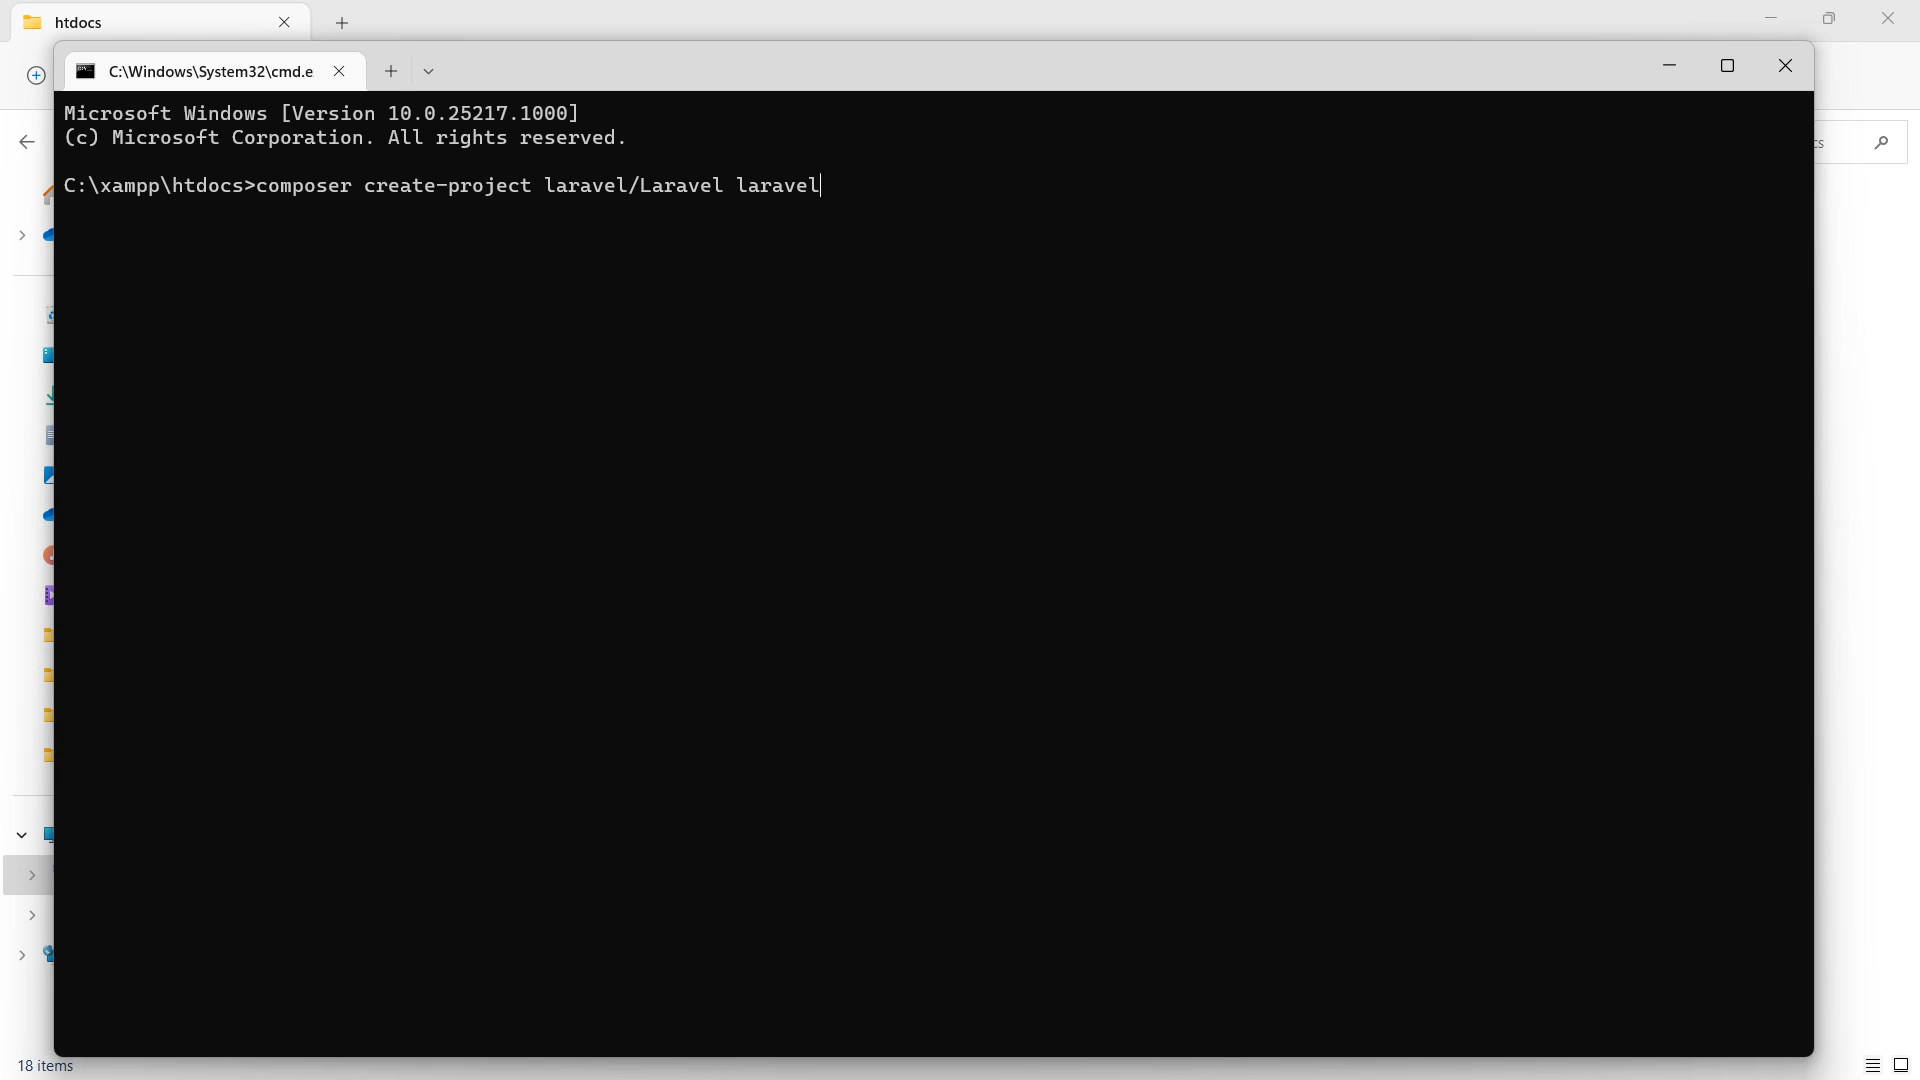 htdocs
C:\Windows\System32\cmd.e
Microsoft Windows [Version 10.0.25217.1000]
(c) Microsoft Corporation. All rights reserved.
cs
C:\xampp\htdocs>composer create-project laravel/Laravel laravel
18 items